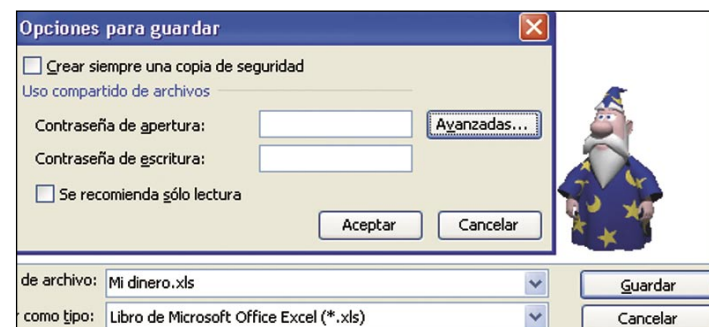 Opciones para guardar
Crear siempre una copia de seguridad
Uso compartido de archivos
Contraseña de apertura:
Avanzadas...
Contraseña de escritura:
Se recomienda sólo lectura
Aceptar Cancelar
de archivo: Mi dinero.xls Guardar
como tipo: Libro de Microsoft Office Excel (*.xls) Cancelar